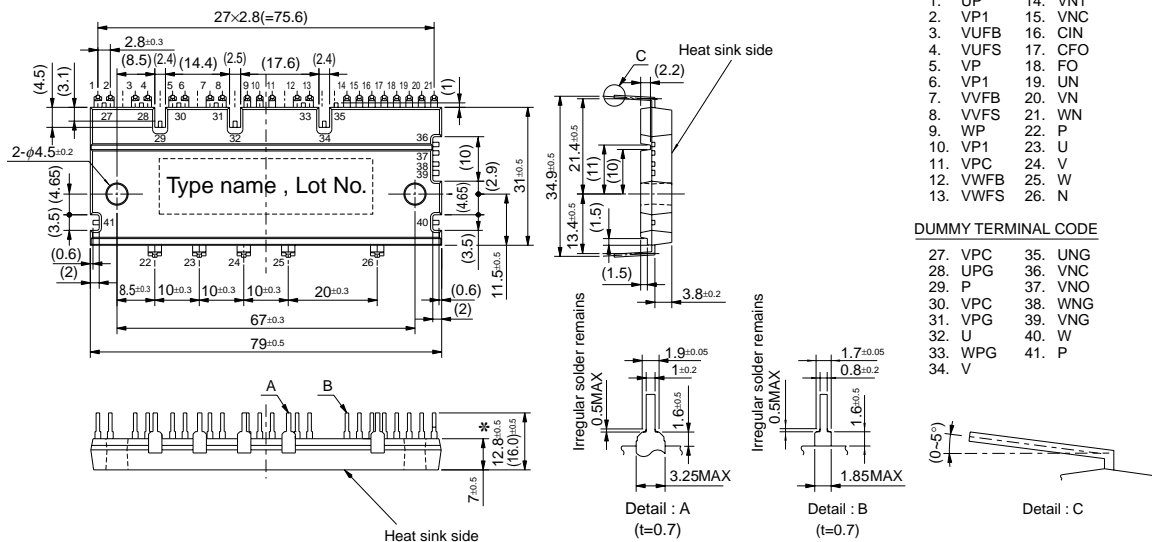 27×2.8(=75.6)
2.8±0.3
(8.5) (2.4) (14.4) (2.5) (17.6) (2.4)
(4.5)
(3.1)
(1)
1 2 3 4 5 6 7 8 9 10 11 12 13 14 15 16 17 18 19 20 21
27 28 30 31 33 35
29 32 34
36
37
38
39
2-φ4.5±0.2
Type name , Lot No.
(4.65)
(3.5)
41
40
(10)
(2.9)
(4.65)
(3.5)
31±0.5
11.5±0.5
(0.6)
(2)
22 23 24 25 26
8.5±0.3 10±0.3 10±0.3 10±0.3 20±0.3
(0.6)
(2)
67±0.3
79±0.5
C
Heat sink side
(2.2)
34.9±0.5
21.4±0.5
(11)
(10)
13.4±0.5
(1.5)
(1.5)
3.8±0.2
14. VN1
2. VP1 15. VNC
3. VUFB 16. CIN
4. VUFS 17. CFO
5. VP 18. FO
6. VP1 19. UN
7. VVFB 20. VN
8. VVFS 21. WN
9. WP 22. P
10. VP1 23. U
11. VPC 24. V
12. VWFB 25. W
13. VWFS 26. N
DUMMY TERMINAL CODE
27. VPC 35. UNG
28. UPG 36. VNC
29. P 37. VNO
30. VPC 38. WNG
31. VPG 39. VNG
32. U 40. W
33. WPG 41. P
34. V
A B
*
12.8±0.5
(16.0)±0.5
7±0.5
Heat sink side
Irregular solder remains
0.5MAX
1.9±0.05
1±0.2
1.6±0.5
3.25MAX
Detail : A
(t=0.7)
Irregular solder remains
0.5MAX
1.7±0.05
0.8±0.2
1.6±0.5
1.85MAX
Detail : B
(t=0.7)
(0~5°)
Detail : C